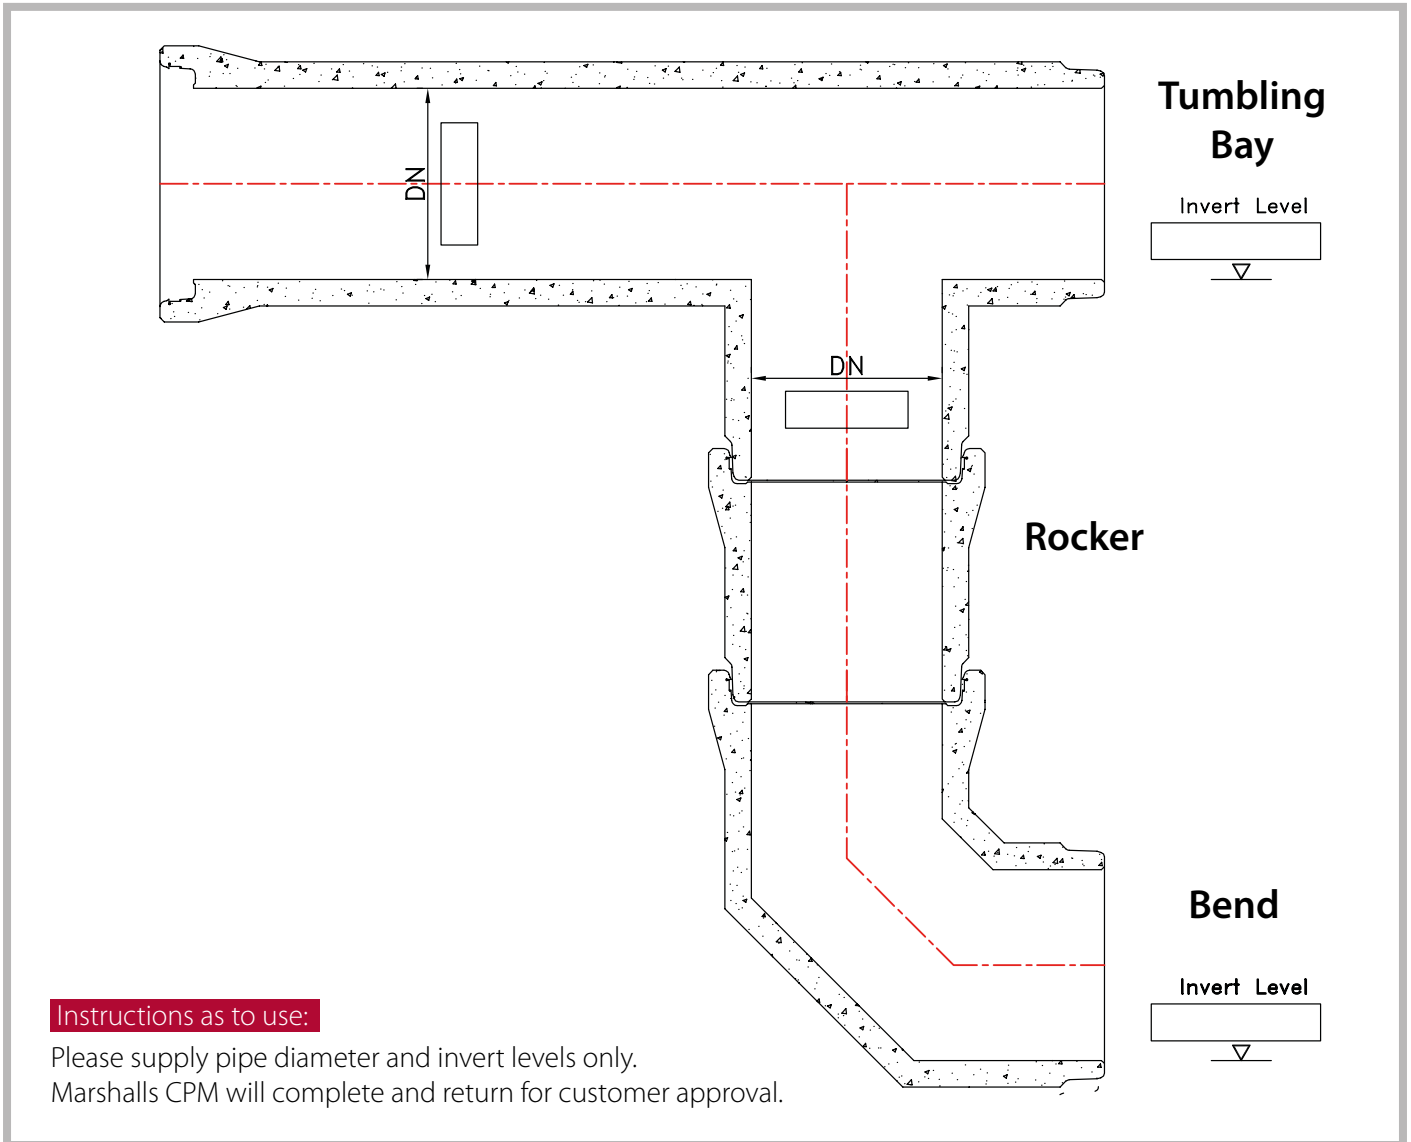 Tumbling
Bay
Invert Level
DN
DN
Rocker
Bend
Invert Level
Instructions as to use:
Please supply pipe diameter and invert levels only.
Marshalls CPM will complete and return for customer approval.